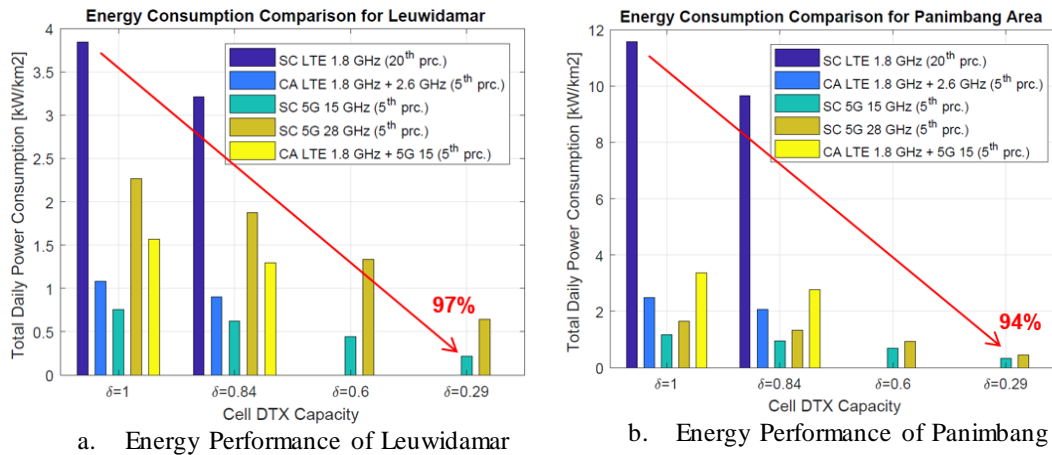 Energy Consumption Comparison for Leuwidamar
Total Daily Power Consumption [kW/km2]
4
3.5
3
2.5
2
1.5
1
0.5
0
SC LTE 1.8 GHz (20th prc.)
CA LTE 1.8 GHz + 2.6 GHz (5th prc.)
SC 5G 15 GHz (5th prc.)
SC 5G 28 GHz (5th prc.)
CA LTE 1.8 GHz + 5G 15 (5th prc.)
97%
δ=1 δ=0.84 δ=0.6 δ=0.29
Cell DTX Capacity
a. Energy Performance of Leuwidamar
Energy Consumption Comparison for Panimbang Area
Total Daily Power Consumption [kW/km2]
12
10
8
6
4
2
0
SC LTE 1.8 GHz (20th prc.)
CA LTE 1.8 GHz + 2.6 GHz (5th prc.)
SC 5G 15 GHz (5th prc.)
SC 5G 28 GHz (5th prc.)
CA LTE 1.8 GHz + 5G 15 (5th prc.)
94%
δ=1 δ=0.84 δ=0.6 δ=0.29
Cell DTX Capacity
b. Energy Performance of Panimbang